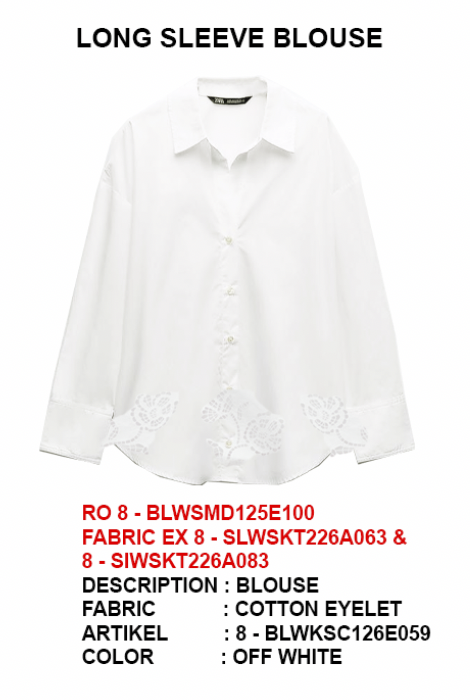 LONG SLEEVE BLOUSE
RO 8 - BLWSMD125E100
FABRIC EX 8 - SLWSKT226A063 &
8 - SIWSKT226A083
DESCRIPTION : BLOUSE
FABRIC : COTTON EYELET
ARTIKEL : 8 - BLWKSC126E059
COLOR : OFF WHITE